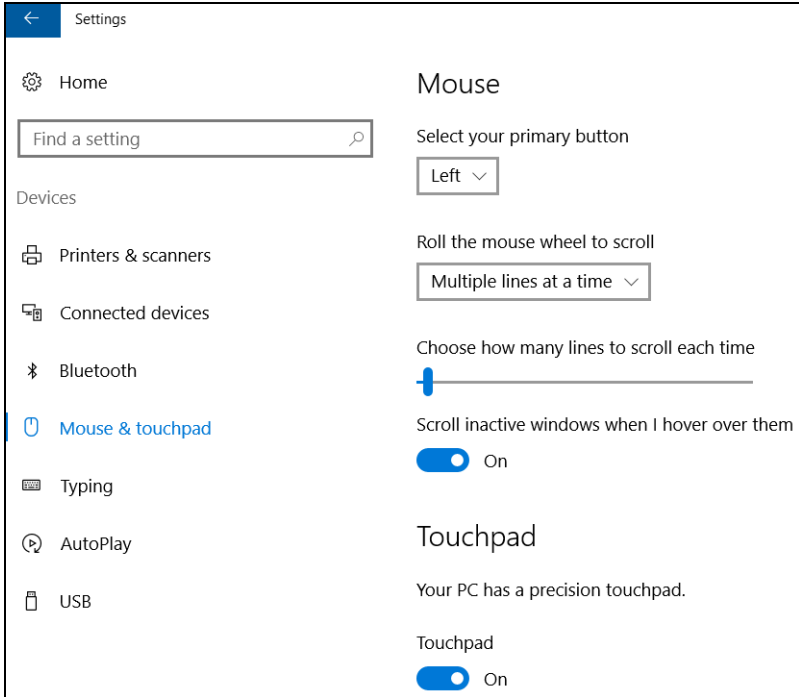 Settings
Home
Find a setting
Devices
Printers & scanners
Connected devices
Bluetooth
Mouse & touchpad
Typing
AutoPlay
USB
Mouse
Select your primary button
Left
Roll the mouse wheel to scroll
Multiple lines at a time
Choose how many lines to scroll each time
Scroll inactive windows when I hover over them
On
Touchpad
Your PC has a precision touchpad.
Touchpad
On